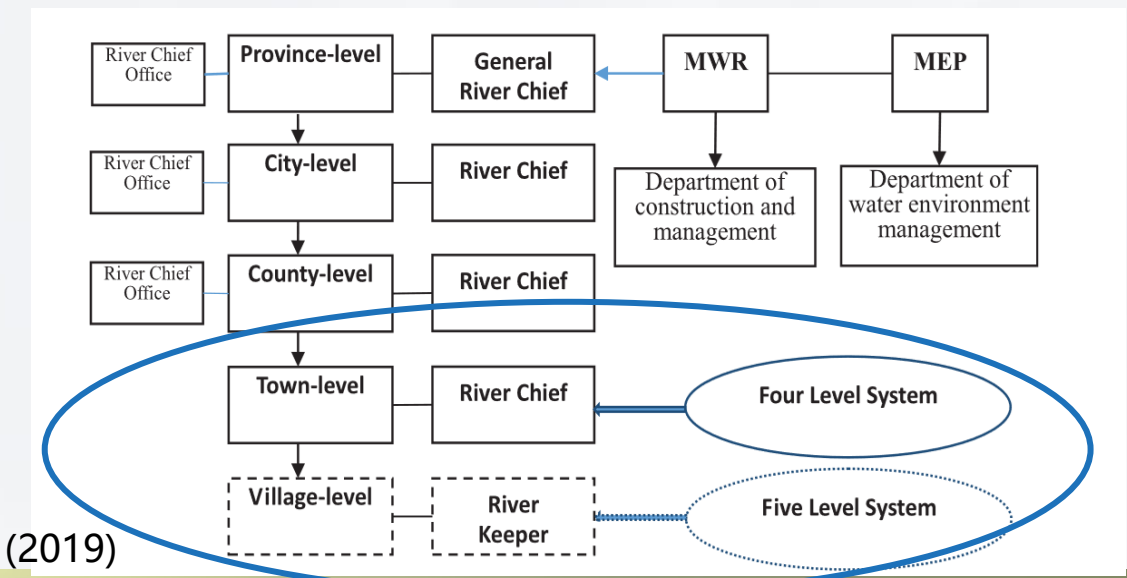 River Chief
Office
Province-level
General
River Chief
MWR
MEP
River Chief
Office
City-level
River Chief
Department of
construction and
management
Department of
water environment
management
River Chief
Office
County-level
River Chief
Town-level
River Chief
Four Level System
Village-level
River
Keeper
Five Level System
(2019)